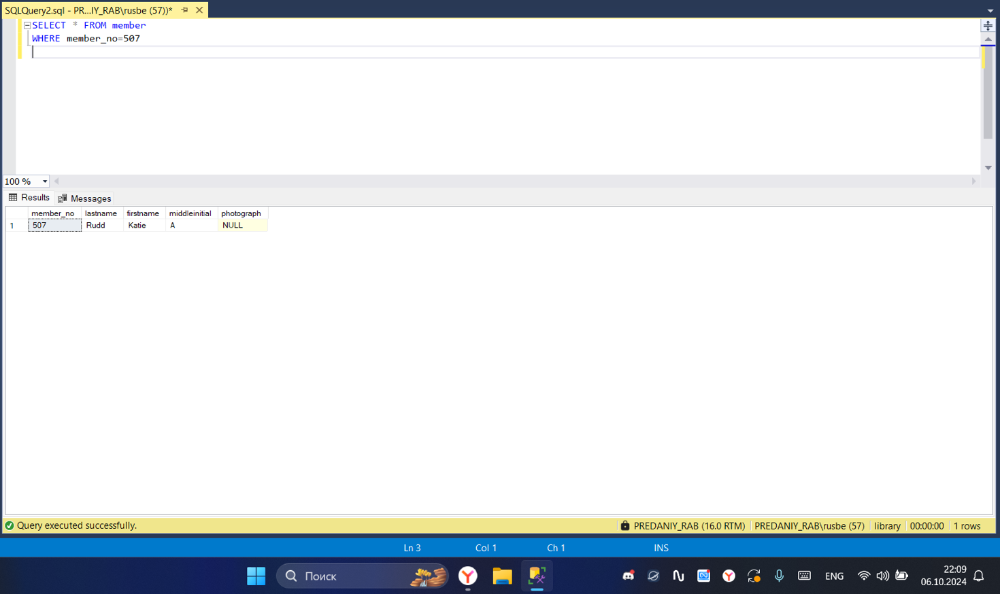 SQLQuery2.sql - PR...IY_RAB\rusbe (57))*
SELECT * FROM member
WHERE member_no=507
100 %
Results Messages
member_no lastname firstname middleinitial photograph
1 507 Rudd Katie A NULL
Query executed successfully. PREDANIY_RAB (16.0 RTM) PREDANIY_RAB\rusbe (57) library 00:00:00 1 rows
Ln 3 Col 1 Ch 1 INS
Поиск ENG 22:09
06.10.2024